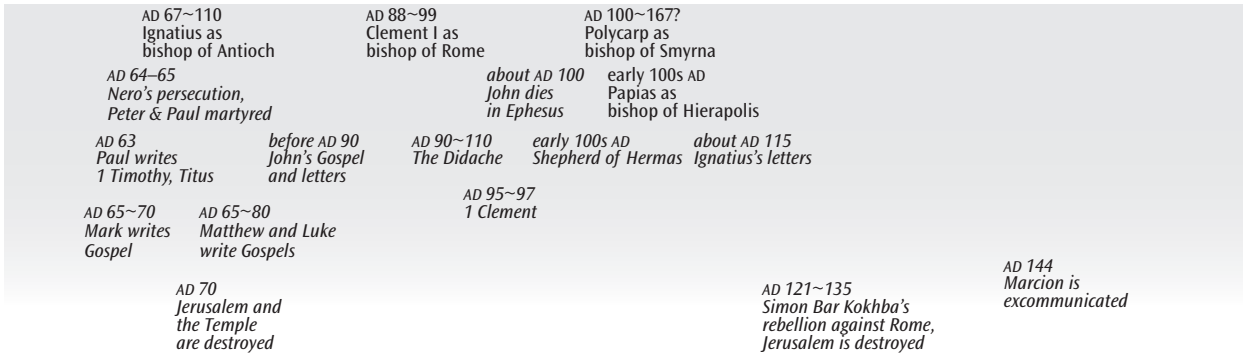 AD 67~110
Ignatius as
bishop of Antioch
AD 88~99
Clement I as
bishop of Rome
AD 100~167?
Polycarp as
bishop of Smyrna
AD 64–65
Nero's persecution,
Peter & Paul martyred
about AD 100
John dies
in Ephesus
early 100s AD
Papias as
bishop of Hierapolis
AD 63
Paul writes
1 Timothy, Titus
before AD 90
John's Gospel
and letters
AD 90~110
The Didache
early 100s AD
Shepherd of Hermas
about AD 115
Ignatius's letters
AD 95~97
1 Clement
AD 65~70
Mark writes
Gospel
AD 65~80
Matthew and Luke
write Gospels
AD 70
Jerusalem and
the Temple
are destroyed
AD 121~135
Simon Bar Kokhba's
rebellion against Rome,
Jerusalem is destroyed
AD 144
Marcion is
excommunicated